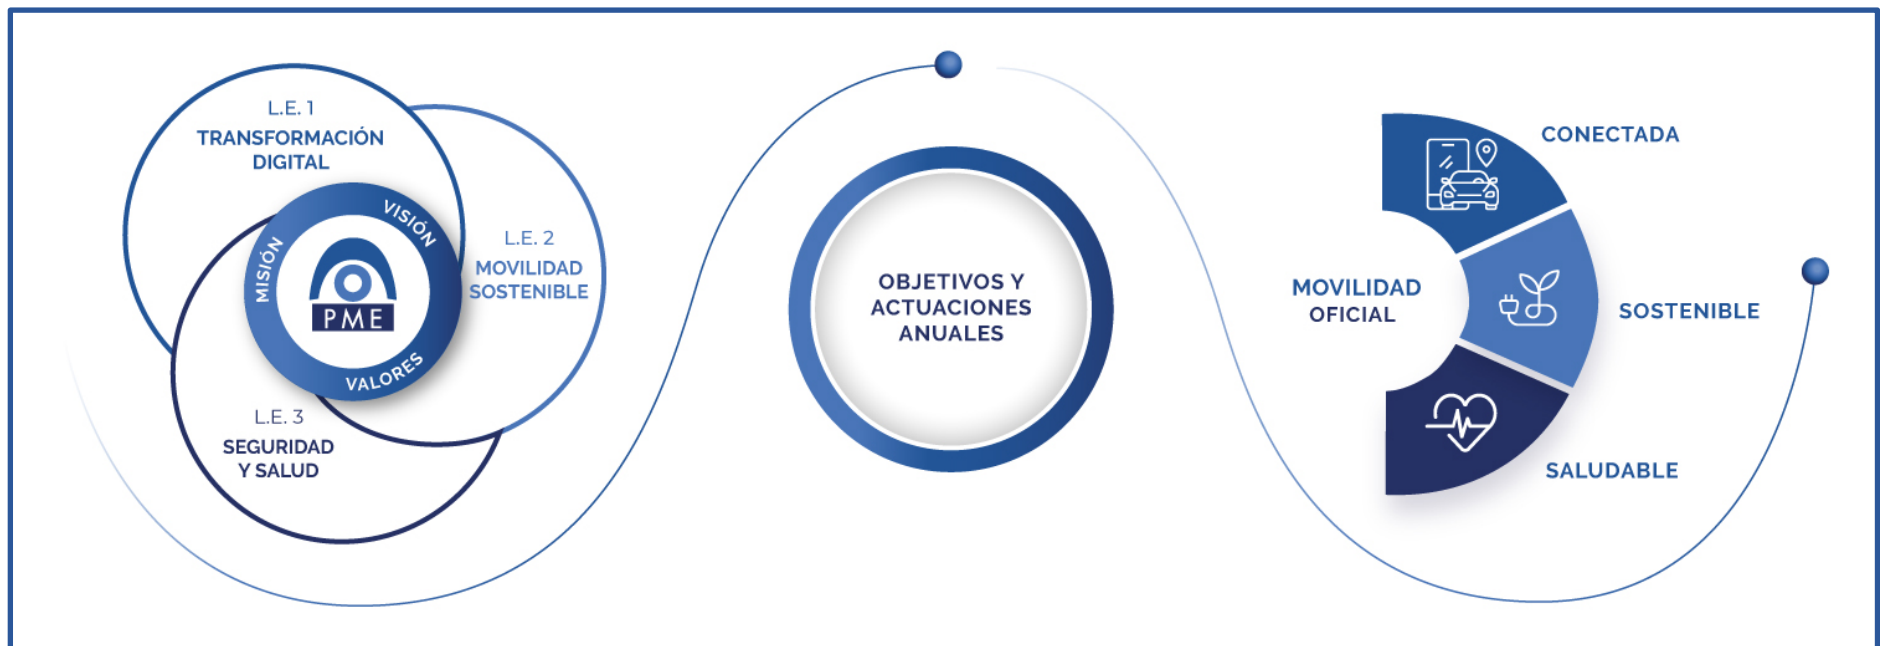 L.E. 1
TRANSFORMACIÓN
DIGITAL
L.E. 2
MOVILIDAD
SOSTENIBLE
MISIÓN
VISIÓN
VALORES
PME
L.E. 3
SEGURIDAD
Y SALUD
OBJETIVOS Y
ACTUACIONES
ANUALES
MOVILIDAD
OFICIAL
CONECTADA
SOSTENIBLE
SALUDABLE